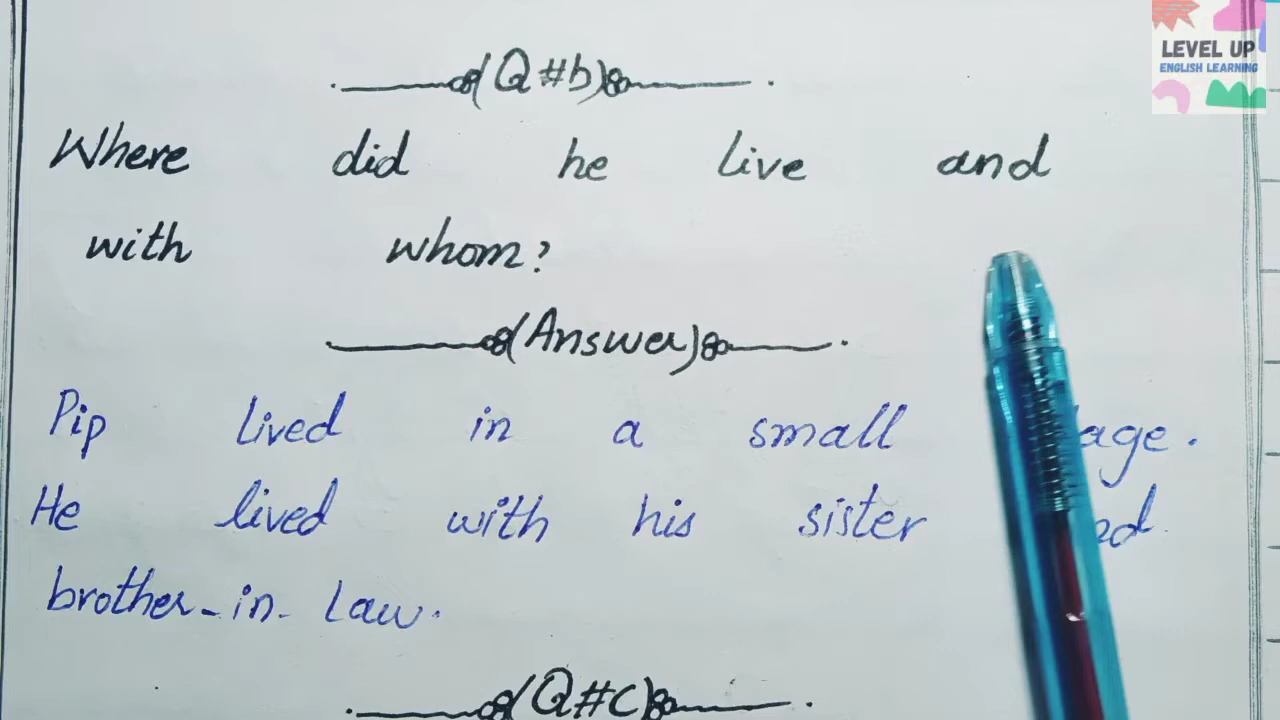 LEVEL UP
ENGLISH LEARNING
(Q#b)
Where did he live and
with whom?
(Answer)
Pip lived in a small
He lived with his sister
brother-in-law.
(Q#c)